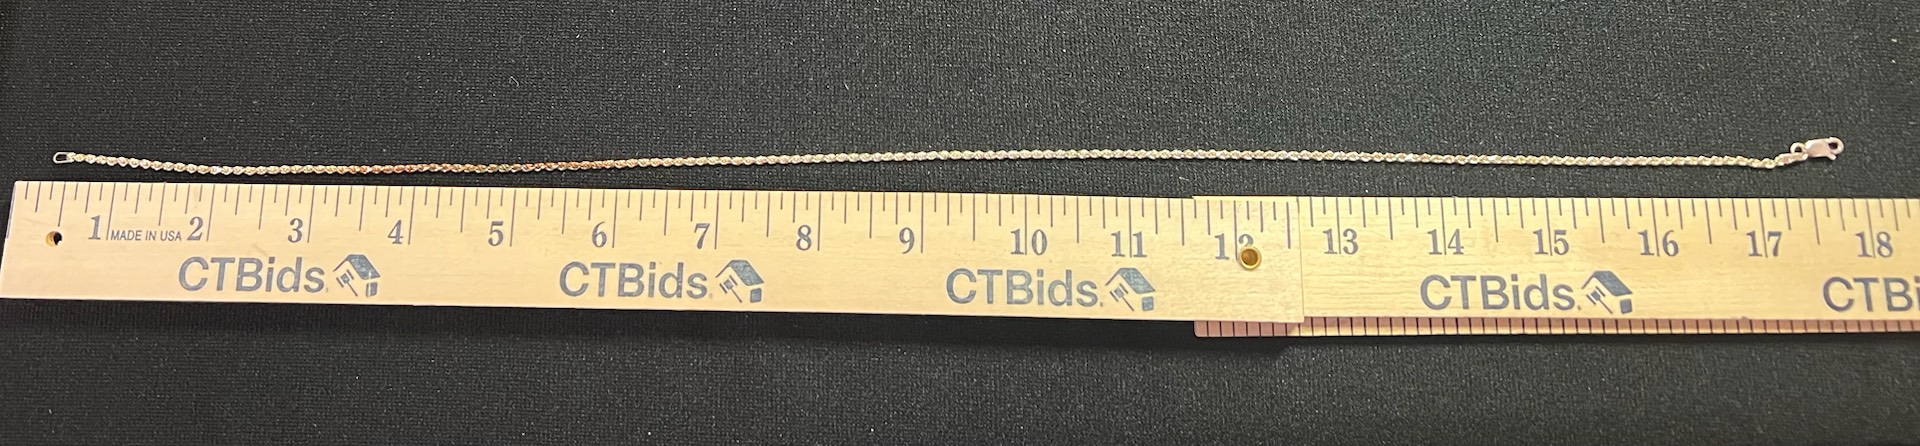 1 MADE IN USA 2 3 4 5 6 7 8 9 10 11 12 13 14 15 16 17 18
CTBids. CTBids. CTBids. CTBids. CTBi